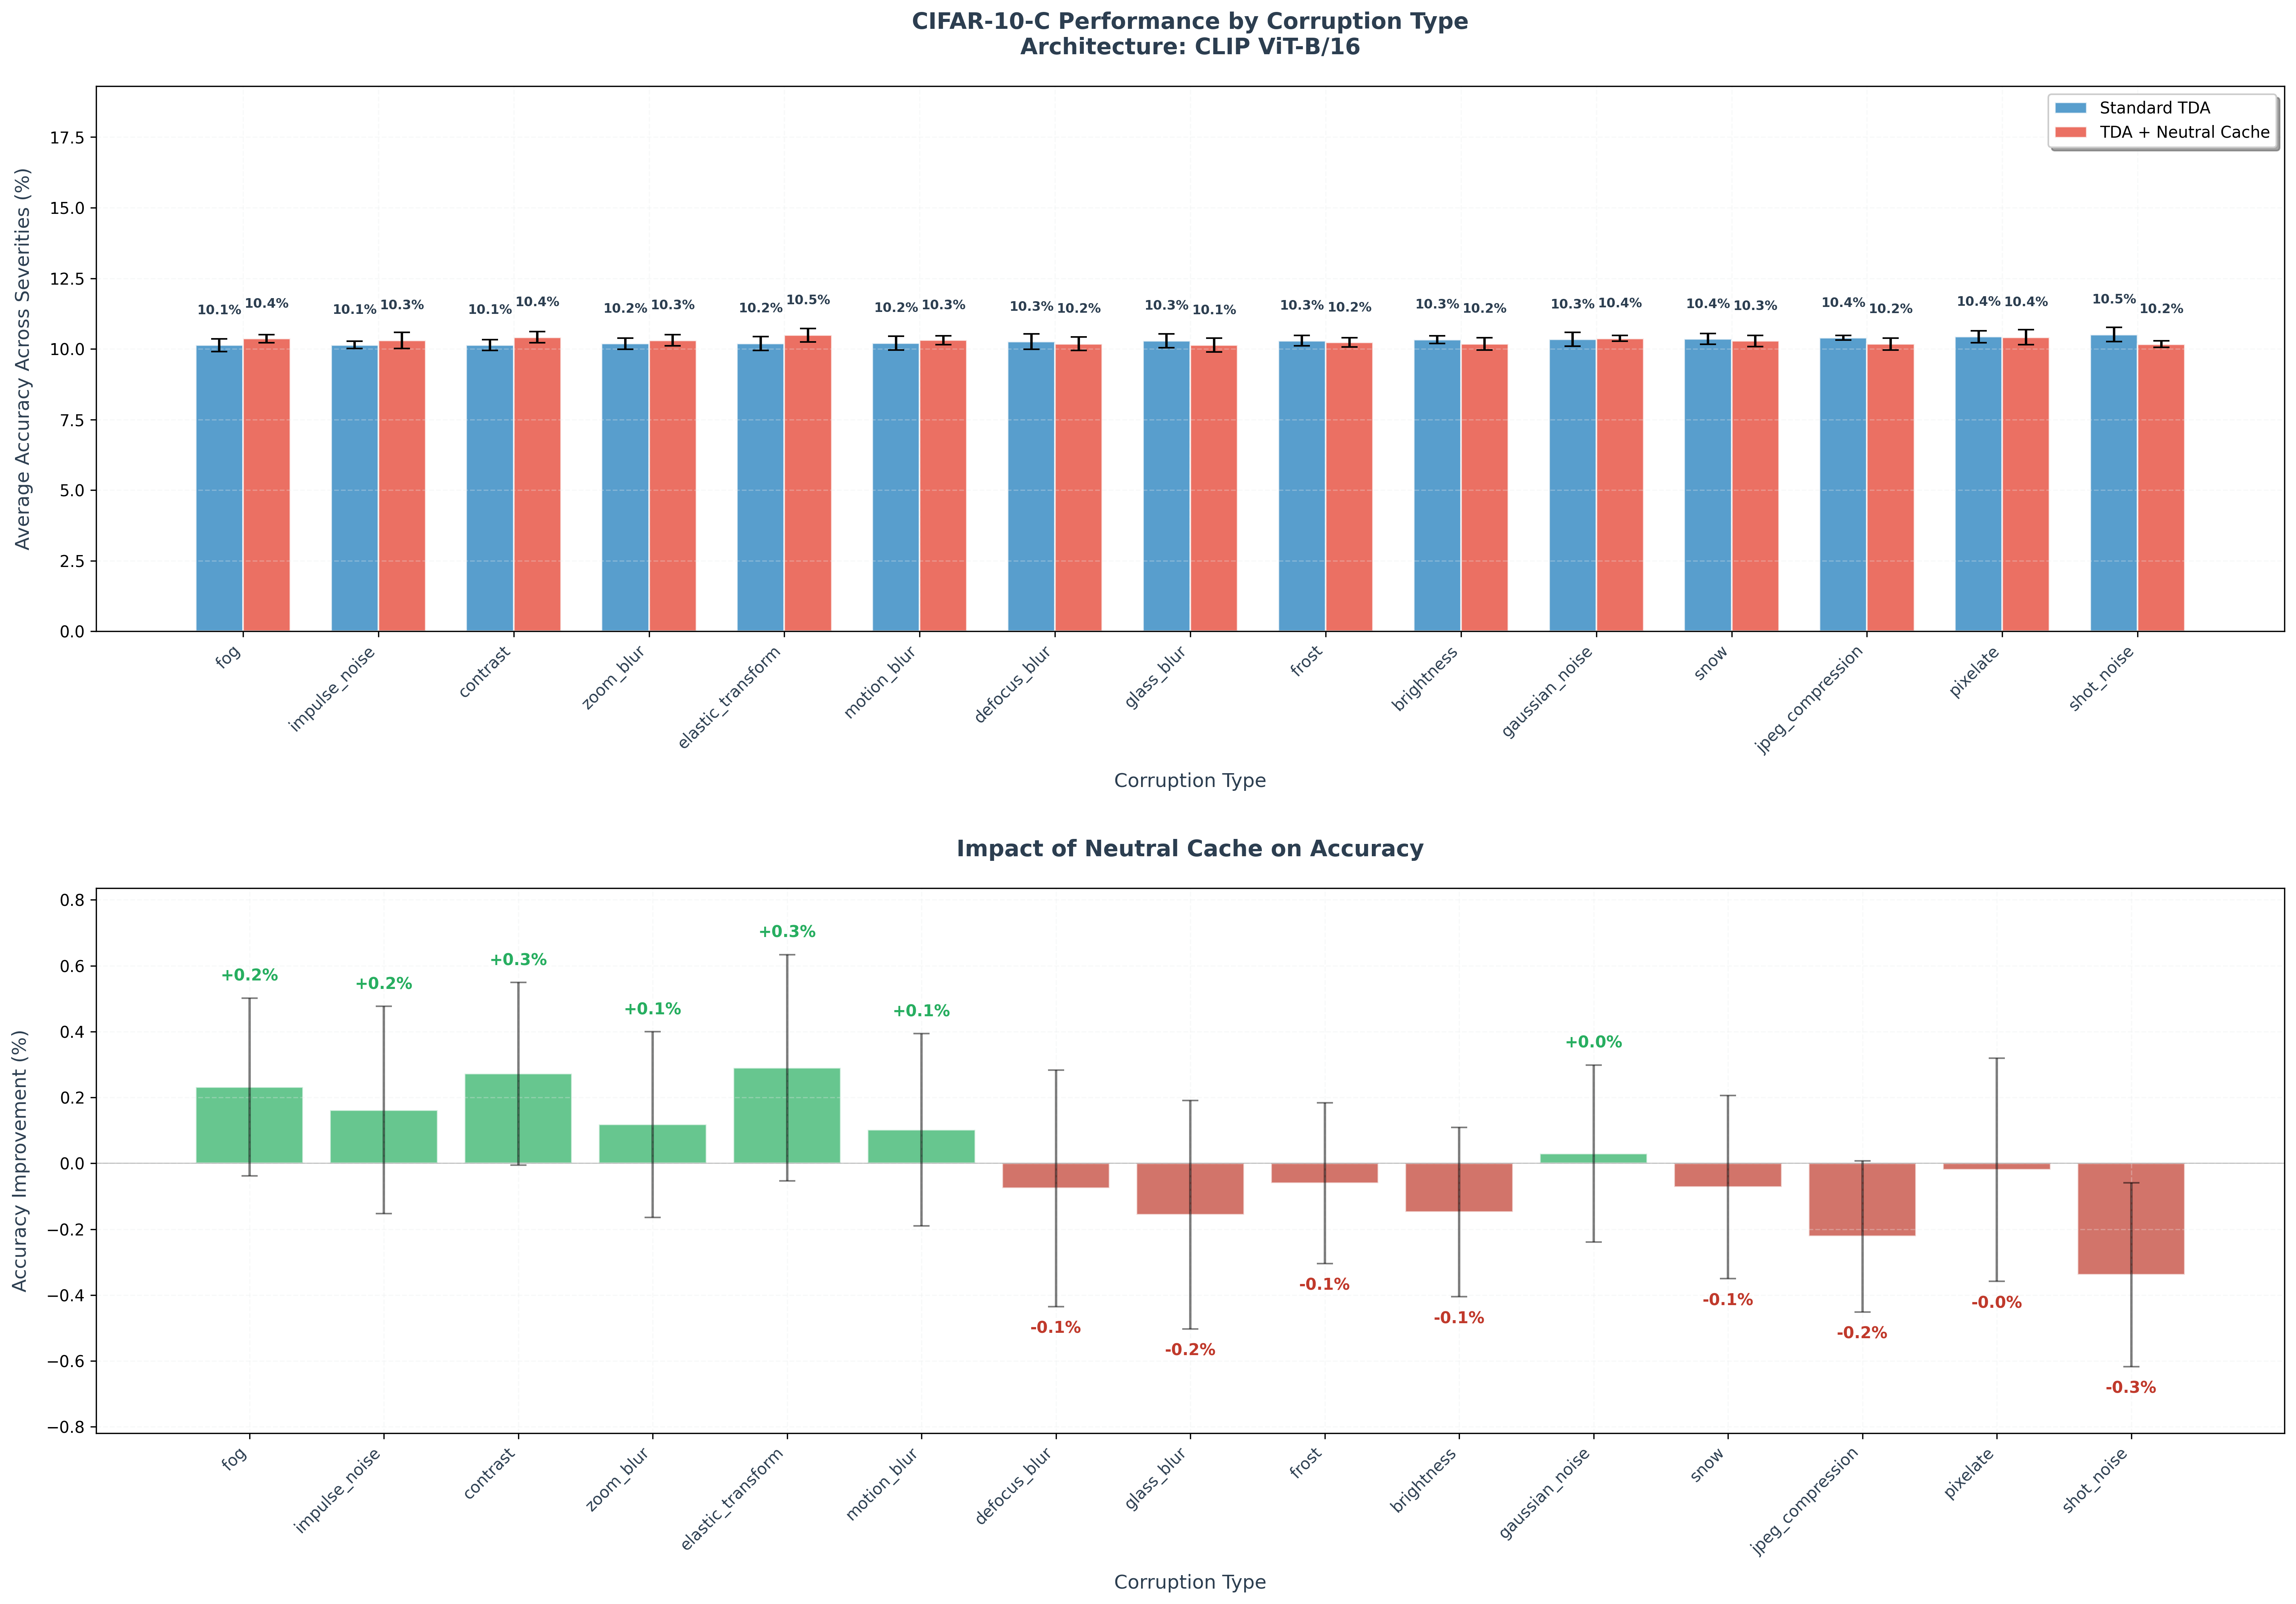 CIFAR-10-C Performance by Corruption Type
Architecture: CLIP ViT-B/16
Average Accuracy Across Severities (%)
17.5
15.0
12.5
10.0
7.5
5.0
2.5
0.0
Standard TDA
TDA + Neutral Cache
10.1% 10.4% 10.1% 10.3% 10.1% 10.4% 10.2% 10.3% 10.2% 10.5% 10.2% 10.3% 10.3% 10.2% 10.3% 10.1% 10.3% 10.2% 10.3% 10.2% 10.3% 10.4% 10.4% 10.3% 10.4% 10.2% 10.4% 10.4% 10.5% 10.2%
fog
impulse_noise
contrast
zoom_blur
elastic_transform
motion_blur
defocus_blur
glass_blur
frost
brightness
gaussian_noise
snow
jpeg_compression
pixelate
shot_noise
Corruption Type
Impact of Neutral Cache on Accuracy
Accuracy Improvement (%)
0.8
0.6
0.4
0.2
0.0
−0.2
−0.4
−0.6
−0.8
+0.2%
+0.2%
+0.3%
+0.1%
+0.3%
+0.1%
-0.1%
-0.2%
-0.1%
-0.1%
+0.0%
-0.1%
-0.2%
-0.0%
-0.3%
fog
impulse_noise
contrast
zoom_blur
elastic_transform
motion_blur
defocus_blur
glass_blur
frost
brightness
gaussian_noise
snow
jpeg_compression
pixelate
shot_noise
Corruption Type